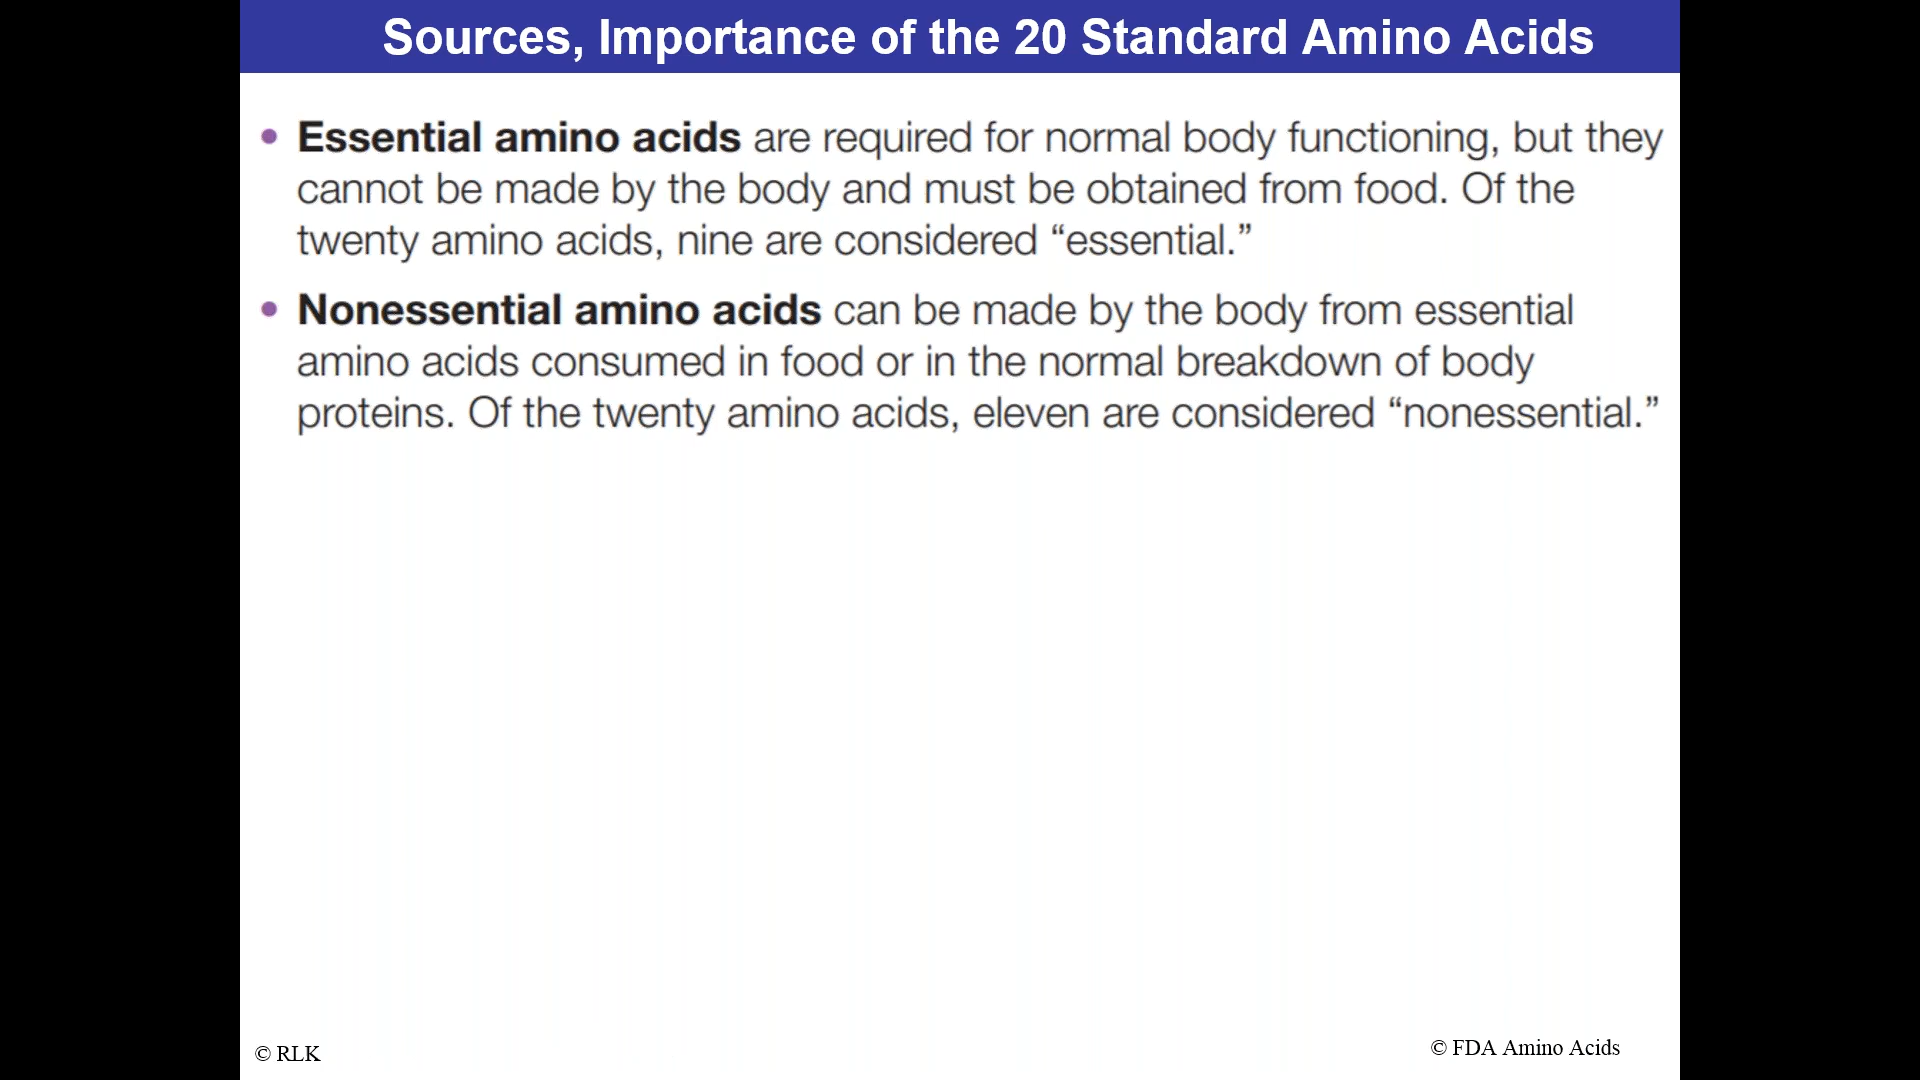 Sources, Importance of the 20 Standard Amino Acids
• Essential amino acids are required for normal body functioning, but they
cannot be made by the body and must be obtained from food. Of the
twenty amino acids, nine are considered “essential.”
• Nonessential amino acids can be made by the body from essential
amino acids consumed in food or in the normal breakdown of body
proteins. Of the twenty amino acids, eleven are considered “nonessential.”
© RLK
© FDA Amino Acids